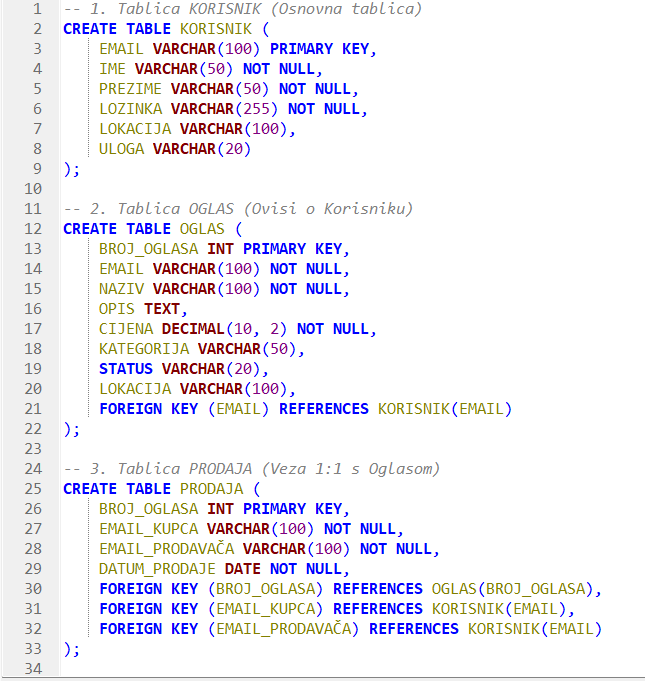 1 -- 1. Tablica KORISNIK (Osnovna tablica)
2 CREATE TABLE KORISNIK (
3     EMAIL VARCHAR(100) PRIMARY KEY,
4     IME VARCHAR(50) NOT NULL,
5     PREZIME VARCHAR(50) NOT NULL,
6     LOZINKA VARCHAR(255) NOT NULL,
7     LOKACIJA VARCHAR(100),
8     ULOGA VARCHAR(20)
9 );
10
11 -- 2. Tablica OGLAS (Ovisi o Korisniku)
12 CREATE TABLE OGLAS (
13     BROJ_OGLASA INT PRIMARY KEY,
14     EMAIL VARCHAR(100) NOT NULL,
15     NAZIV VARCHAR(100) NOT NULL,
16     OPIS TEXT,
17     CIJENA DECIMAL(10, 2) NOT NULL,
18     KATEGORIJA VARCHAR(50),
19     STATUS VARCHAR(20),
20     LOKACIJA VARCHAR(100),
21     FOREIGN KEY (EMAIL) REFERENCES KORISNIK(EMAIL)
22 );
23
24 -- 3. Tablica PRODAJA (Veza 1:1 s Oglasom)
25 CREATE TABLE PRODAJA (
26     BROJ_OGLASA INT PRIMARY KEY,
27     EMAIL_KUPCA VARCHAR(100) NOT NULL,
28     EMAIL_PRODAVAČA VARCHAR(100) NOT NULL,
29     DATUM_PRODAJE DATE NOT NULL,
30     FOREIGN KEY (BROJ_OGLASA) REFERENCES OGLAS(BROJ_OGLASA),
31     FOREIGN KEY (EMAIL_KUPCA) REFERENCES KORISNIK(EMAIL),
32     FOREIGN KEY (EMAIL_PRODAVAČA) REFERENCES KORISNIK(EMAIL)
33 );
34